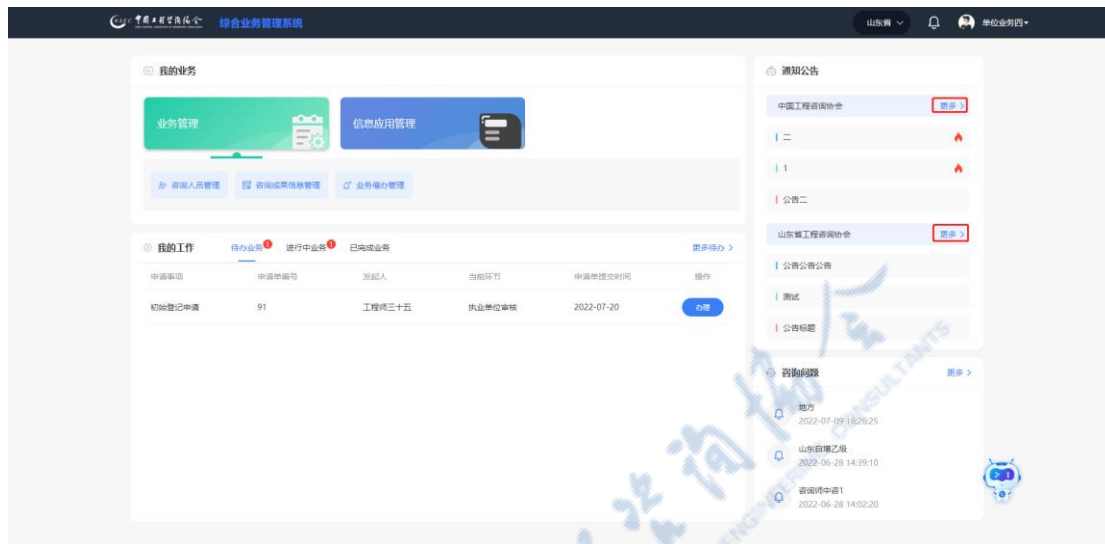 中国工程咨询协会 综合业务管理系统 山东省 单位业务四
我的业务
业务管理 信息应用管理
咨询人员管理 咨询成果信息管理 业务催办管理
我的工作 待办业务 1 进行中业务 1 已完成业务 更多待办 >
申请事项 申请单编号 发起人 当前环节 申请单提交时间 操作
初始登记申请 91 工程师三十五 执业单位审核 2022-07-20 办理
通知公告
中国工程咨询协会 更多 >
二
1
公告二
山东省工程咨询协会 更多 >
公告公告公告
测试
公告标题
咨询问题 更多 >
地方
2022-07-09 16:26:25
山东自增乙级
2022-06-28 14:39:10
咨询师中咨1
2022-06-28 14:02:20